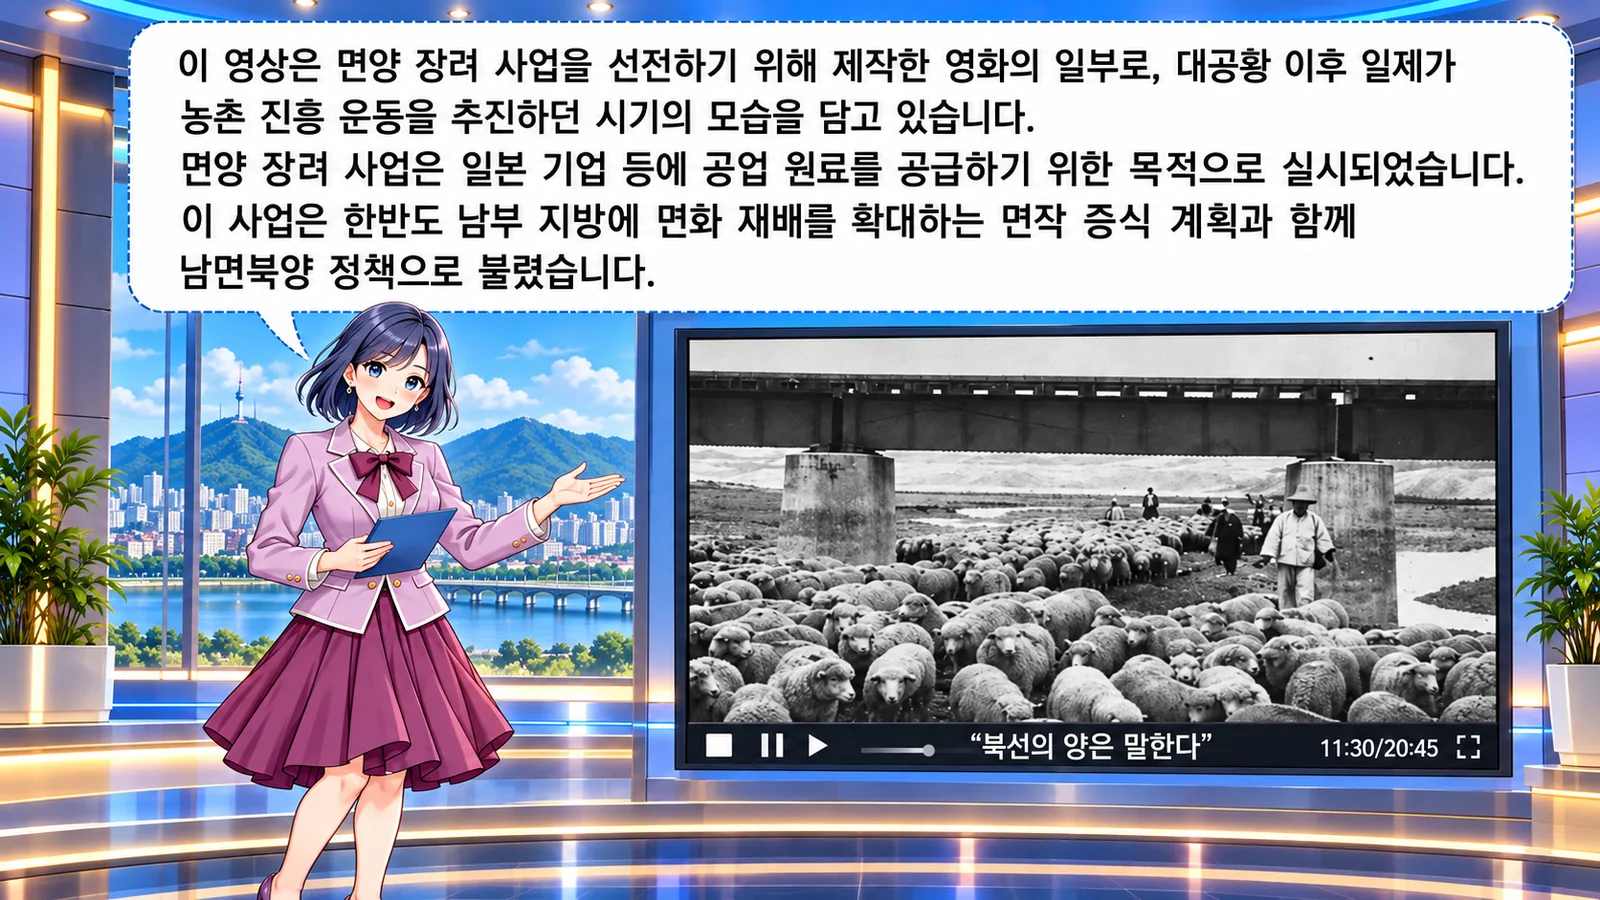 이 영상은 면양 장려 사업을 선전하기 위해 제작한 영화의 일부로, 대공황 이후 일제가
농촌 진흥 운동을 추진하던 시기의 모습을 담고 있습니다.
면양 장려 사업은 일본 기업 등에 공업 원료를 공급하기 위한 목적으로 실시되었습니다.
이 사업은 한반도 남부 지방에 면화 재배를 확대하는 면작 증식 계획과 함께
남면북양 정책으로 불렸습니다.
“북선의 양은 말한다” 11:30/20:45